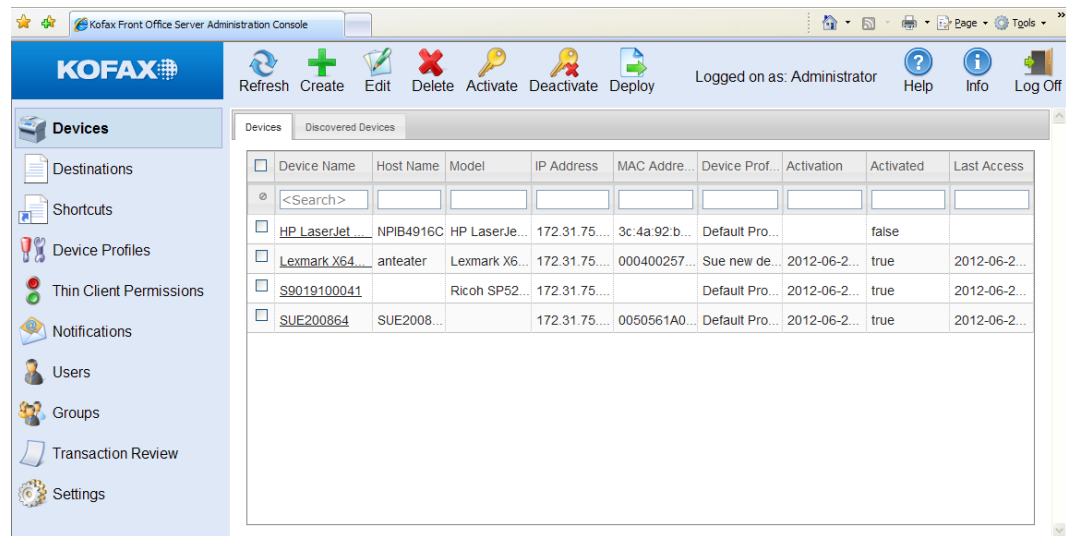 Kofax Front Office Server Administration Console
Page Tools »
KOFAX
Refresh Create Edit Delete Activate Deactivate Deploy Logged on as: Administrator Help Info Log Off
Devices
Destinations
Shortcuts
Device Profiles
Thin Client Permissions
Notifications
Users
Groups
Transaction Review
Settings
Devices Discovered Devices
Device Name Host Name Model IP Address MAC Addre... Device Prof... Activation Activated Last Access
<Search>
HP LaserJet ... NPIB4916C HP LaserJe... 172.31.75.... 3c:4a:92:b... Default Pro... false
Lexmark X64... anteater Lexmark X6... 172.31.75.... 000400257... Sue new de... 2012-06-2... true 2012-06-2...
S9019100041 Ricoh SP52... 172.31.75.... Default Pro... 2012-06-2... true 2012-06-2...
SUE200864 SUE2008... 172.31.75.... 0050561A0... Default Pro... 2012-06-2... true 2012-06-2...